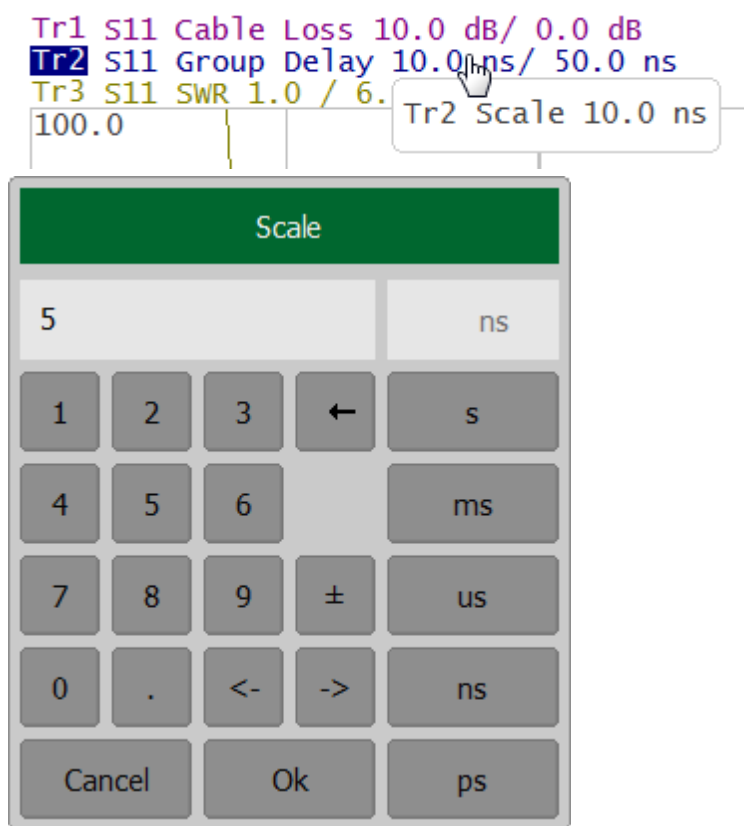 Tr1 S11 Cable Loss 10.0 dB/ 0.0 dB
Tr2 S11 Group Delay 10.0 ns/ 50.0 ns
Tr3 S11 SWR 1.0 / 6.
Tr2 Scale 10.0 ns
100.0
Scale
5 ns
1 2 3 ← s
4 5 6 ms
7 8 9 ± us
0 . <- -> ns
Cancel Ok ps